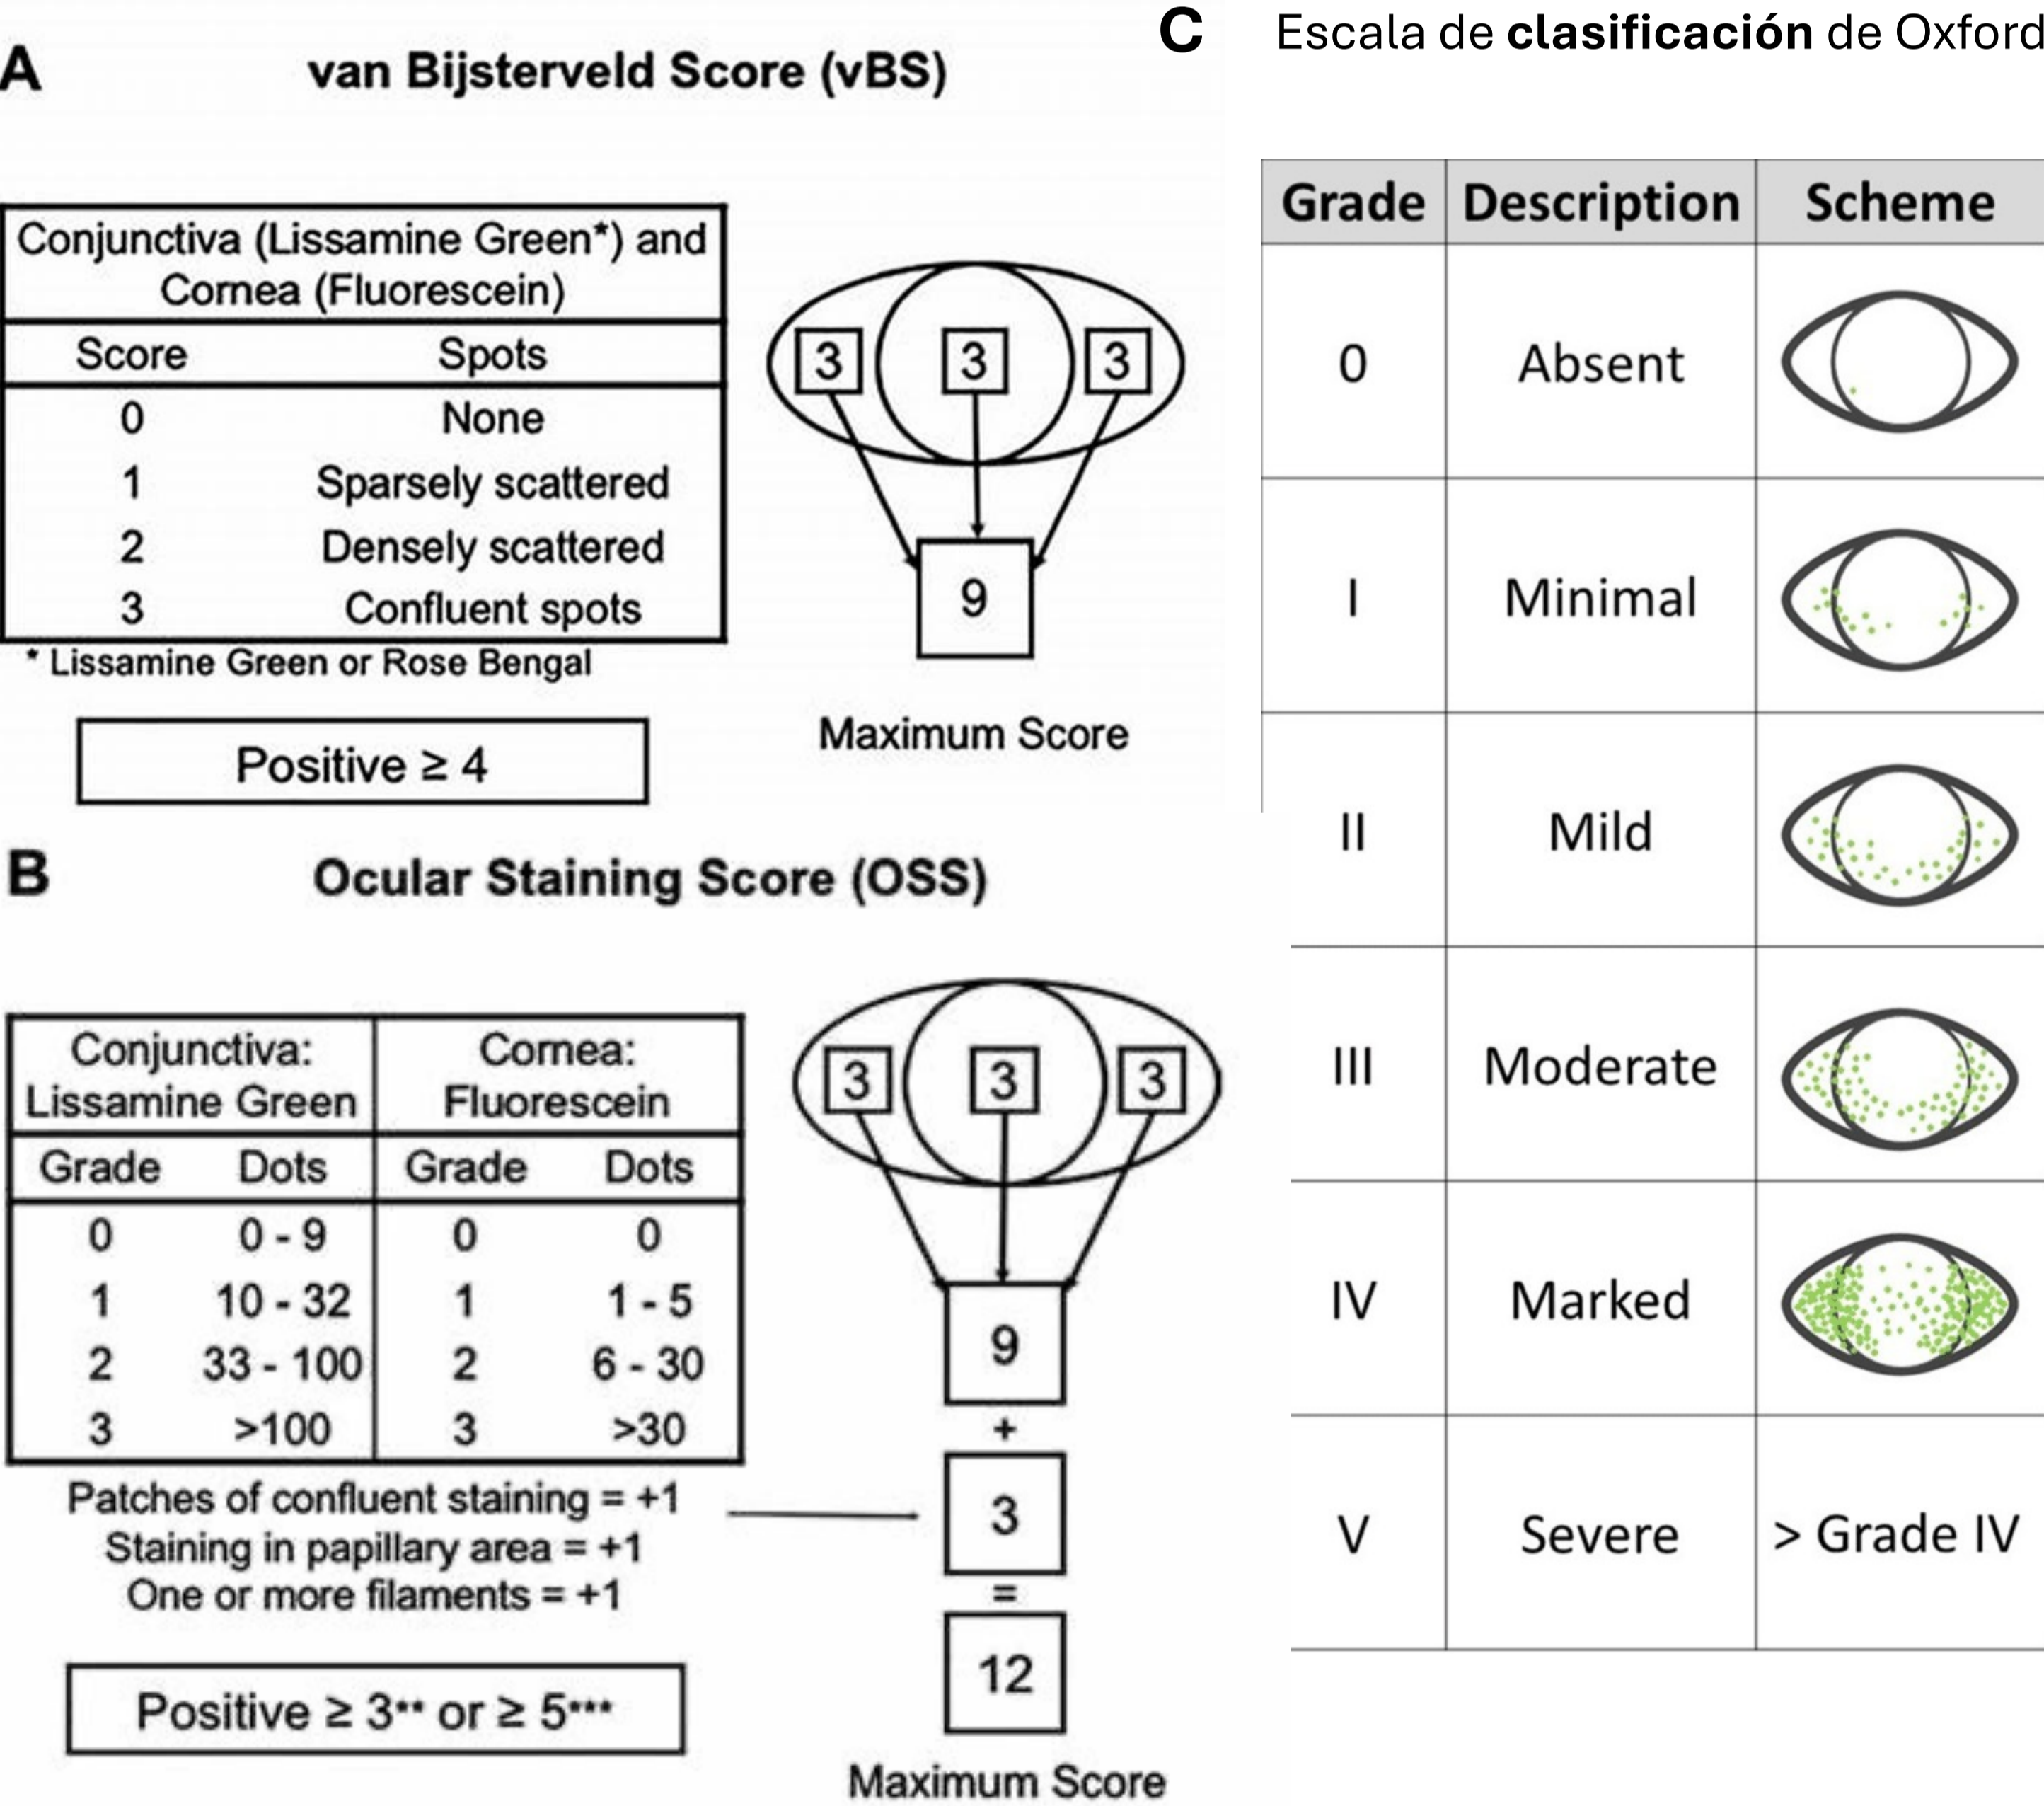 A
van Bijsterveld Score (vBS)
Conjunctiva (Lissamine Green*) and
Cornea (Fluorescein)
Score Spots
0 None
1 Sparsely scattered
2 Densely scattered
3 Confluent spots
* Lissamine Green or Rose Bengal
Positive ≥ 4
3 3 3
9
Maximum Score
B
Ocular Staining Score (OSS)
Conjunctiva: Cornea:
Lissamine Green Fluorescein
Grade Dots Grade Dots
0 0 - 9 0 0
1 10 - 32 1 1 - 5
2 33 - 100 2 6 - 30
3 >100 3 >30
Patches of confluent staining = +1
Staining in papillary area = +1
One or more filaments = +1
Positive ≥ 3** or ≥ 5***
3 3 3
9
+
3
=
12
Maximum Score
C
Escala de clasificación de Oxford
Grade Description Scheme
0 Absent
I Minimal
II Mild
III Moderate
IV Marked
V Severe > Grade IV